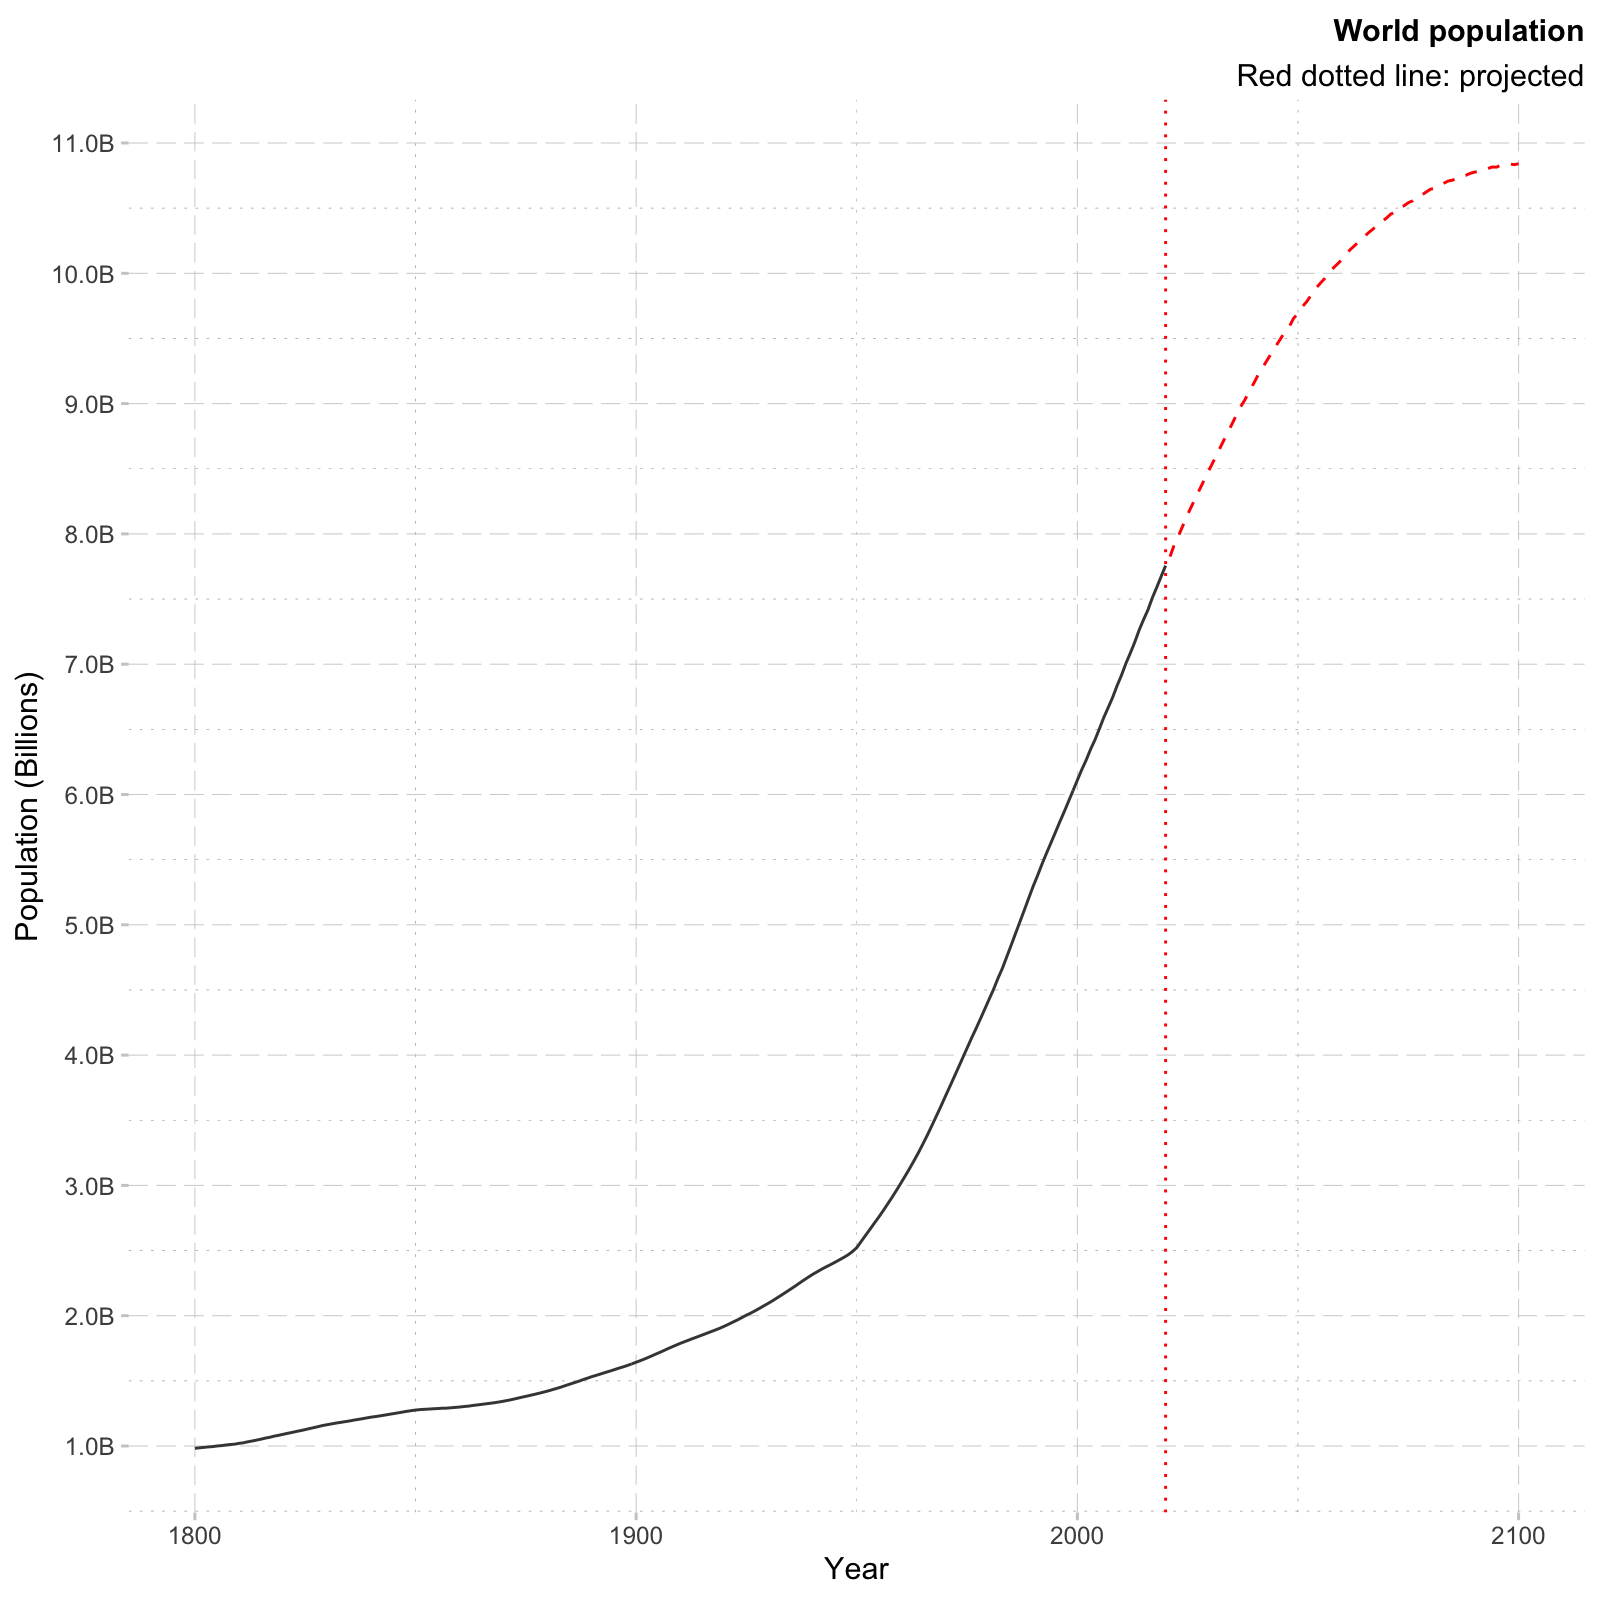 World population
Red dotted line: projected
11.0B
10.0B
9.0B
8.0B
7.0B
6.0B
5.0B
4.0B
3.0B
2.0B
1.0B
Population (Billions)
1800 1900 2000 2100
Year